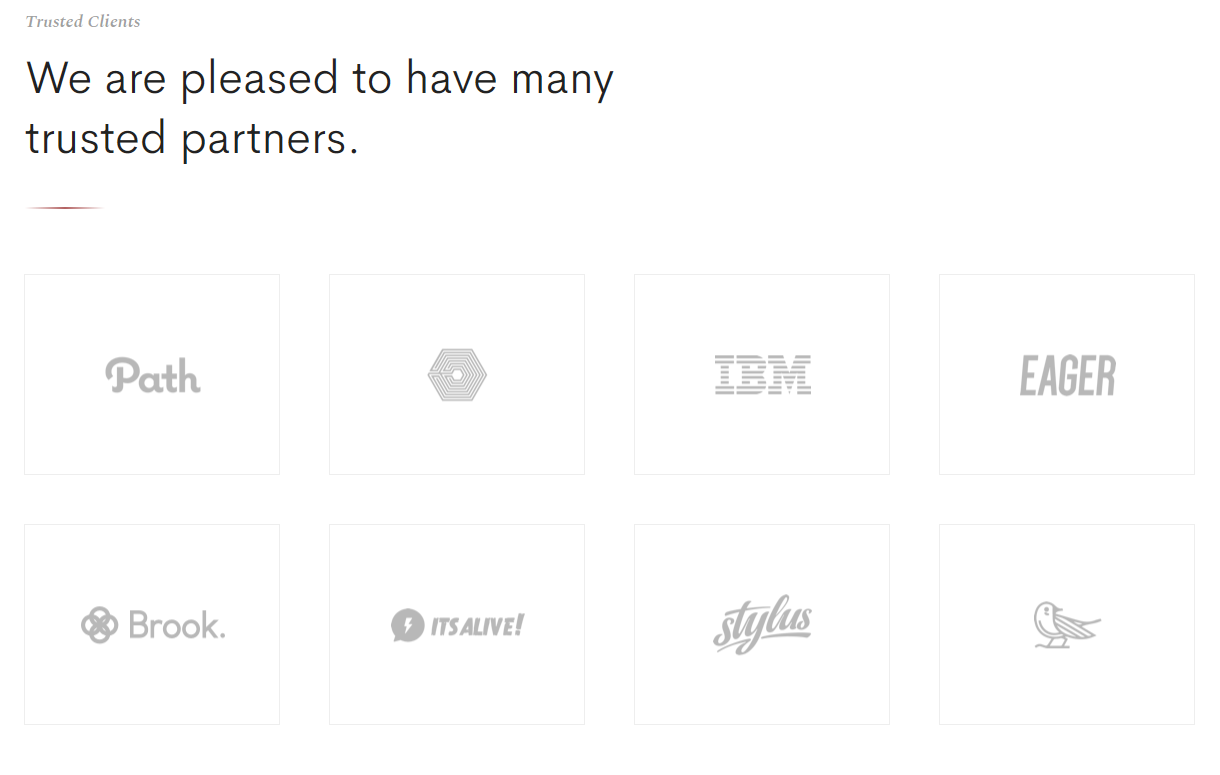 Trusted Clients
We are pleased to have many
trusted partners.
Path
IBM
EAGER
Brook.
ITS ALIVE!
stylus